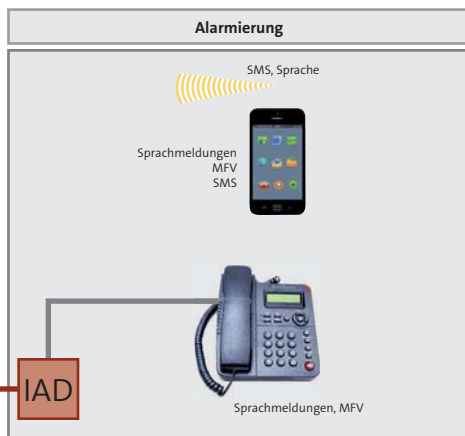 Alarmierung
SMS, Sprache
Sprachmeldungen
MFV
SMS
IAD
Sprachmeldungen, MFV